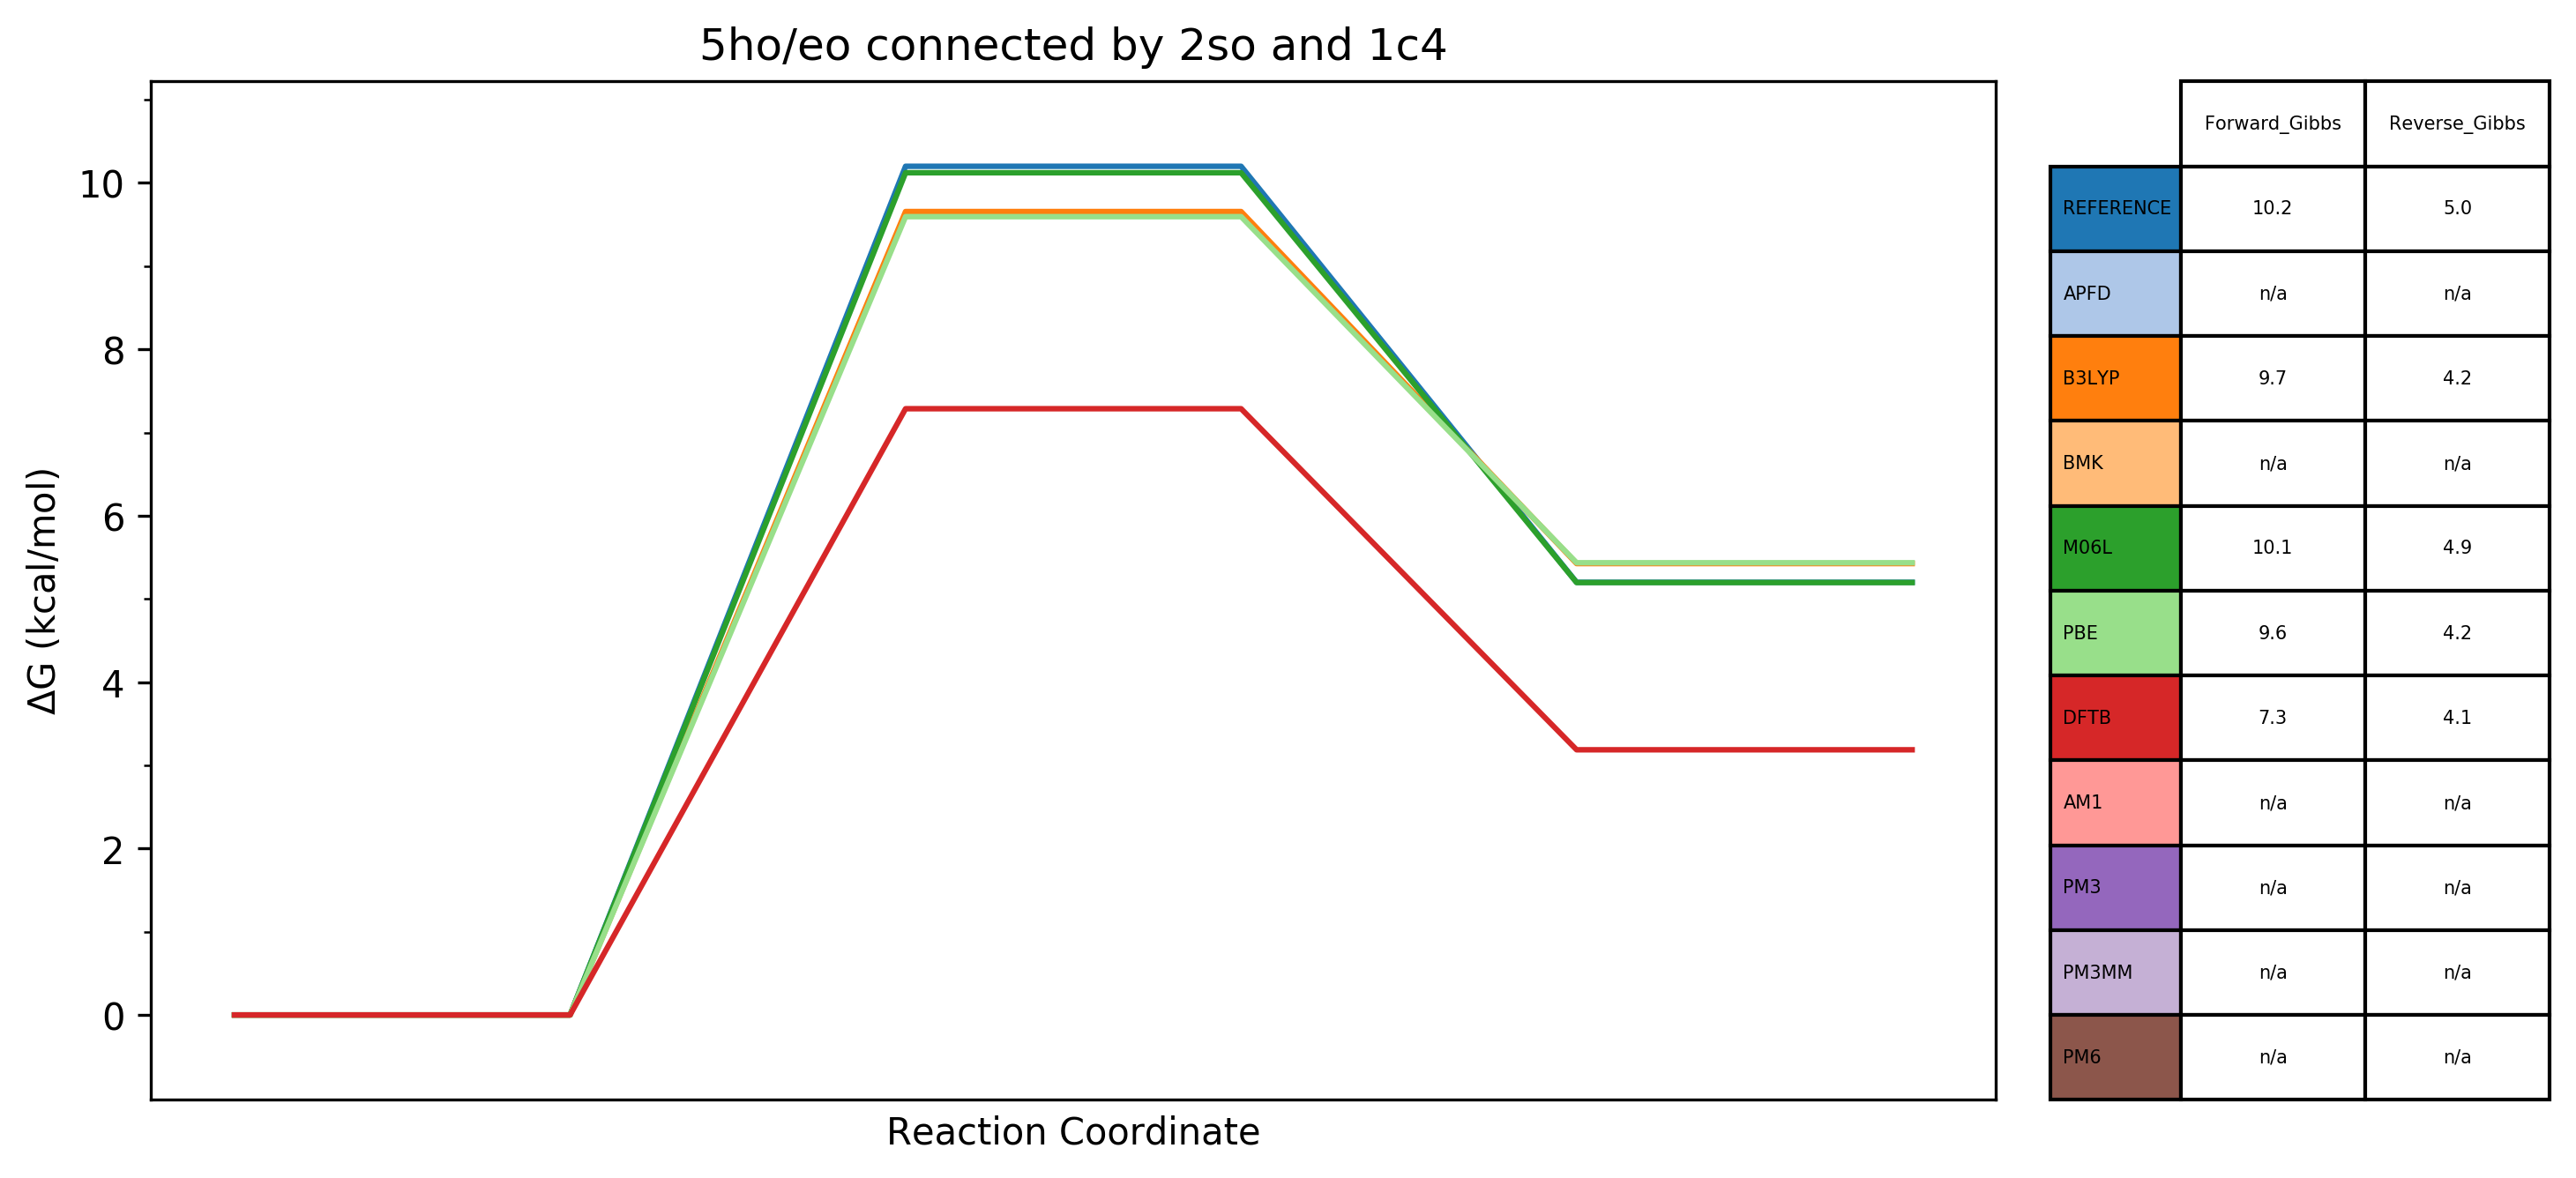 5ho/eo connected by 2so and 1c4
ΔG (kcal/mol)
10
8
6
4
2
0
Reaction Coordinate
Forward_Gibbs Reverse_Gibbs
REFERENCE 10.2 5.0
APFD n/a n/a
B3LYP 9.7 4.2
BMK n/a n/a
M06L 10.1 4.9
PBE 9.6 4.2
DFTB 7.3 4.1
AM1 n/a n/a
PM3 n/a n/a
PM3MM n/a n/a
PM6 n/a n/a